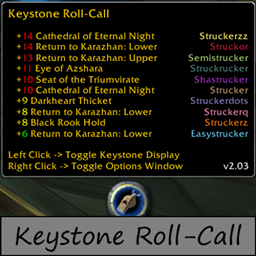 Keystone Roll-Call
+14 Cathedral of Eternal Night Struckerzz
+14 Return to Karazhan: Lower Struckor
+13 Return to Karazhan: Upper Semistrucker
+11 Eye of Azshara Struckrucker
+10 Seat of the Triumvirate Shastrucker
+10 Cathedral of Eternal Night Strucker
+9 Darkheart Thicket Struckerdots
+8 Return to Karazhan: Lower Struckerq
+8 Black Rook Hold Struckerz
+6 Return to Karazhan: Lower Easystrucker
Left Click -> Toggle Keystone Display
Right Click -> Toggle Options Window v2.03
Keystone Roll-Call